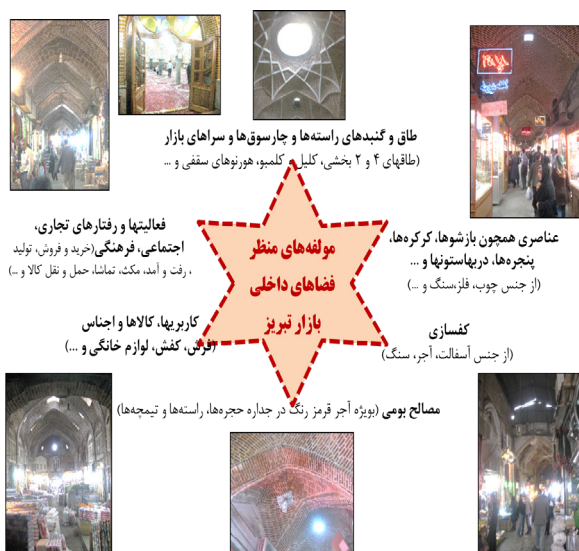 طاق و گنبدهای راسته‌ها و چارسوق‌ها و سراهای بازار
(طاقهای ۴ و ۲ بخشی، کلیل و کلمبو، هورنوهای سقفی و ...
عناصری همچون بازشوها، کرکره‌ها،
پنجره‌ها، دربهاستونها و ...
(از جنس چوب، فلز،سنگ و ...)
کفسازی
(از جنس آسفالت، آجر، سنگ)
مولفه‌های منظر
فضاهای داخلی
بازار تبریز
فعالیتها و رفتارهای تجاری،
اجتماعی، فرهنگی(خرید و فروش، تولید
، رفت و آمد، مکث، تماشا، حمل و نقل کالا و ...)
کاربریها، کالاها و اجناس
(فرش، کفش، لوازم خانگی و ...)
مصالح بومی (بویژه آجر قرمز رنگ در جداره حجره‌ها، راسته‌ها و تیمچه‌ها)